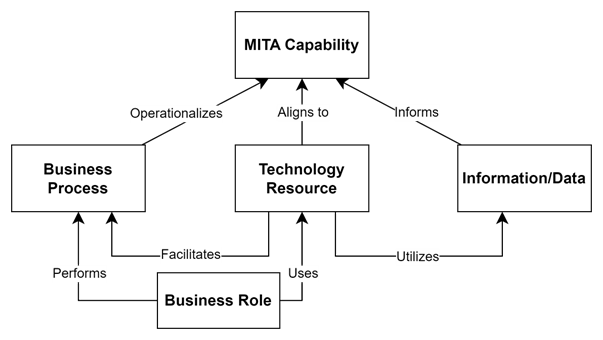 MITA Capability
Operationalizes
Aligns to
Informs
Business
Process
Technology
Resource
Information/Data
Facilitates
Utilizes
Performs
Uses
Business Role